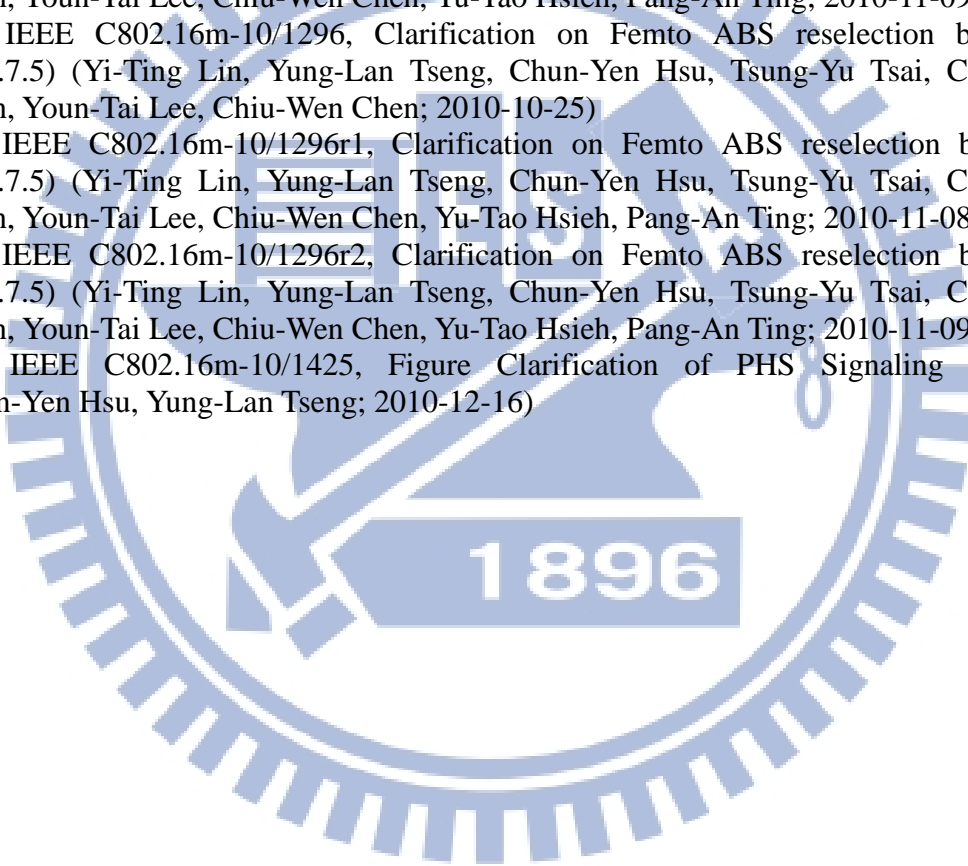 Youn-Tai Lee, Chiu-Wen Chen, Yu-Tao Hsieh, Pang-An Ting; 2010-11-09
IEEE C802.16m-10/1296, Clarification on Femto ABS reselection b
.7.5) (Yi-Ting Lin, Yung-Lan Tseng, Chun-Yen Hsu, Tsung-Yu Tsai, C
n, Youn-Tai Lee, Chiu-Wen Chen; 2010-10-25)
IEEE C802.16m-10/1296r1, Clarification on Femto ABS reselection b
.7.5) (Yi-Ting Lin, Yung-Lan Tseng, Chun-Yen Hsu, Tsung-Yu Tsai, C
n, Youn-Tai Lee, Chiu-Wen Chen, Yu-Tao Hsieh, Pang-An Ting; 2010-11-08
IEEE C802.16m-10/1296r2, Clarification on Femto ABS reselection b
.7.5) (Yi-Ting Lin, Yung-Lan Tseng, Chun-Yen Hsu, Tsung-Yu Tsai, C
n, Youn-Tai Lee, Chiu-Wen Chen, Yu-Tao Hsieh, Pang-An Ting; 2010-11-09
IEEE C802.16m-10/1425, Figure Clarification of PHS Signaling
n-Yen Hsu, Yung-Lan Tseng; 2010-12-16)
ES
A
8
1896